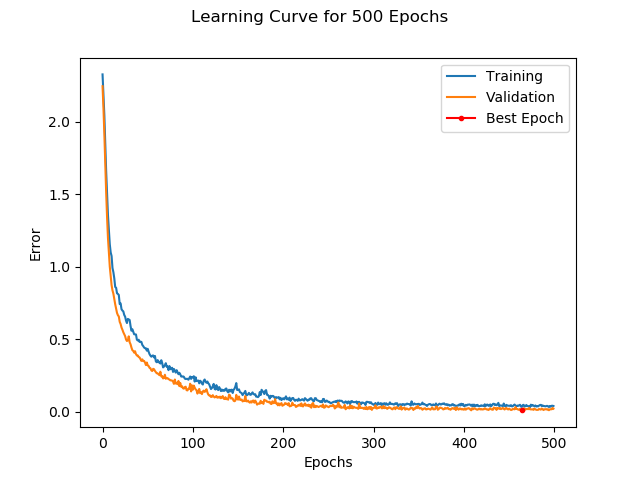 Learning Curve for 500 Epochs
Training
Validation
Best Epoch
2.0
1.5
1.0
0.5
0.0
Error
0 100 200 300 400 500
Epochs